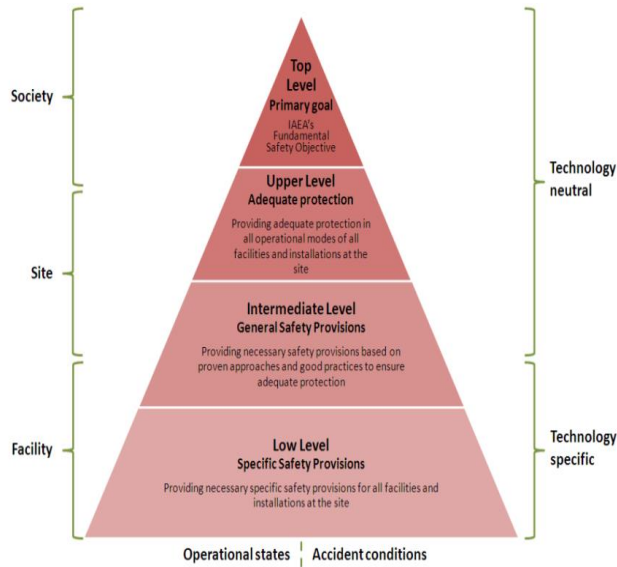 Top
Level
Primary goal
IAEA's
Fundamental
Safety Objective
Society
Upper Level
Adequate protection
Technology
neutral
Providing adequate protection in
all operational modes of all
facilities and installations at the
site
Site
Intermediate Level
General Safety Provisions
Providing necessary safety provisions based on
proven approaches and good practices to ensure
adequate protection
Low Level
Specific Safety Provisions
Facility
Technology
specific
Providing necessary specific safety provisions for all facilities and
installations at the site
Operational states | Accident conditions